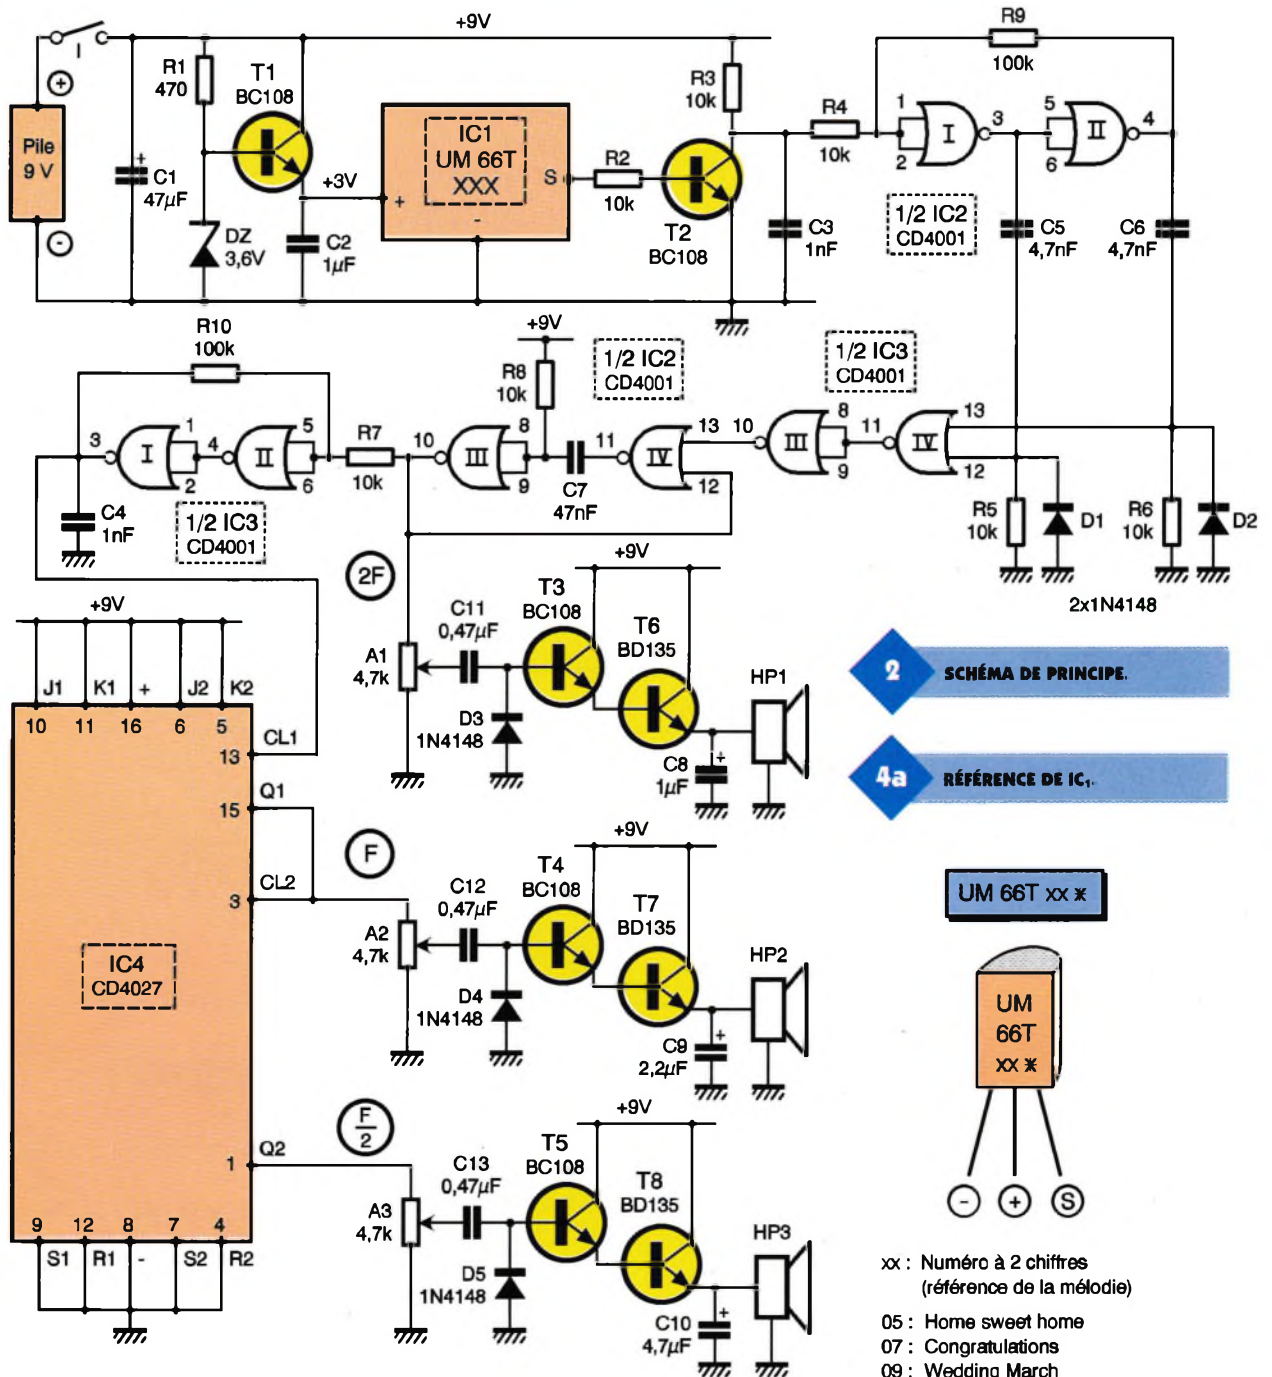 +9V
I
R1
470
T1
BC108
Pile
9 V
+
C1
47µF
DZ
3,6V
+3V
C2
1µF
IC1
UM 66T
XXX
+
-
S
R2
10k
R3
10k
T2
BC108
C3
1nF
R4
10k
R9
100k
1
2
I
3
5
6
II
4
1/2 IC2
CD4001
C5
4,7nF
C6
4,7nF
R10
100k
3
I
1
2
4
II
5
6
R7
10k
C4
1nF
1/2 IC3
CD4001
+9V
R8
10k
10
III
8
9
C7
47nF
11
IV
13
12
1/2 IC2
CD4001
10
III
8
9
1/2 IC3
CD4001
11
IV
13
12
R5
10k
D1
R6
10k
D2
2x1N4148
2F
A1
4,7k
C11
0,47µF
D3
1N4148
T3
BC108
+9V
T6
BD135
C8
1µF
+
HP1
+9V
J1
K1
+
J2
K2
10
11
16
6
5
13
CL1
15
Q1
3
CL2
IC4
CD4027
1
Q2
9
12
8
7
4
S1
R1
-
S2
R2
F
A2
4,7k
C12
0,47µF
D4
1N4148
T4
BC108
+9V
T7
BD135
C9
2,2µF
+
HP2
F
2
A3
4,7k
C13
0,47µF
D5
1N4148
T5
BC108
+9V
T8
BD135
C10
4,7µF
+
HP3
2
SCHÉMA DE PRINCIPE.
4a
RÉFÉRENCE DE IC1.
UM 66T xx *
UM
66T
xx *
- + S
xx : Numéro à 2 chiffres
(référence de la mélodie)
05 : Home sweet home
07 : Congratulations
09 : Wedding March